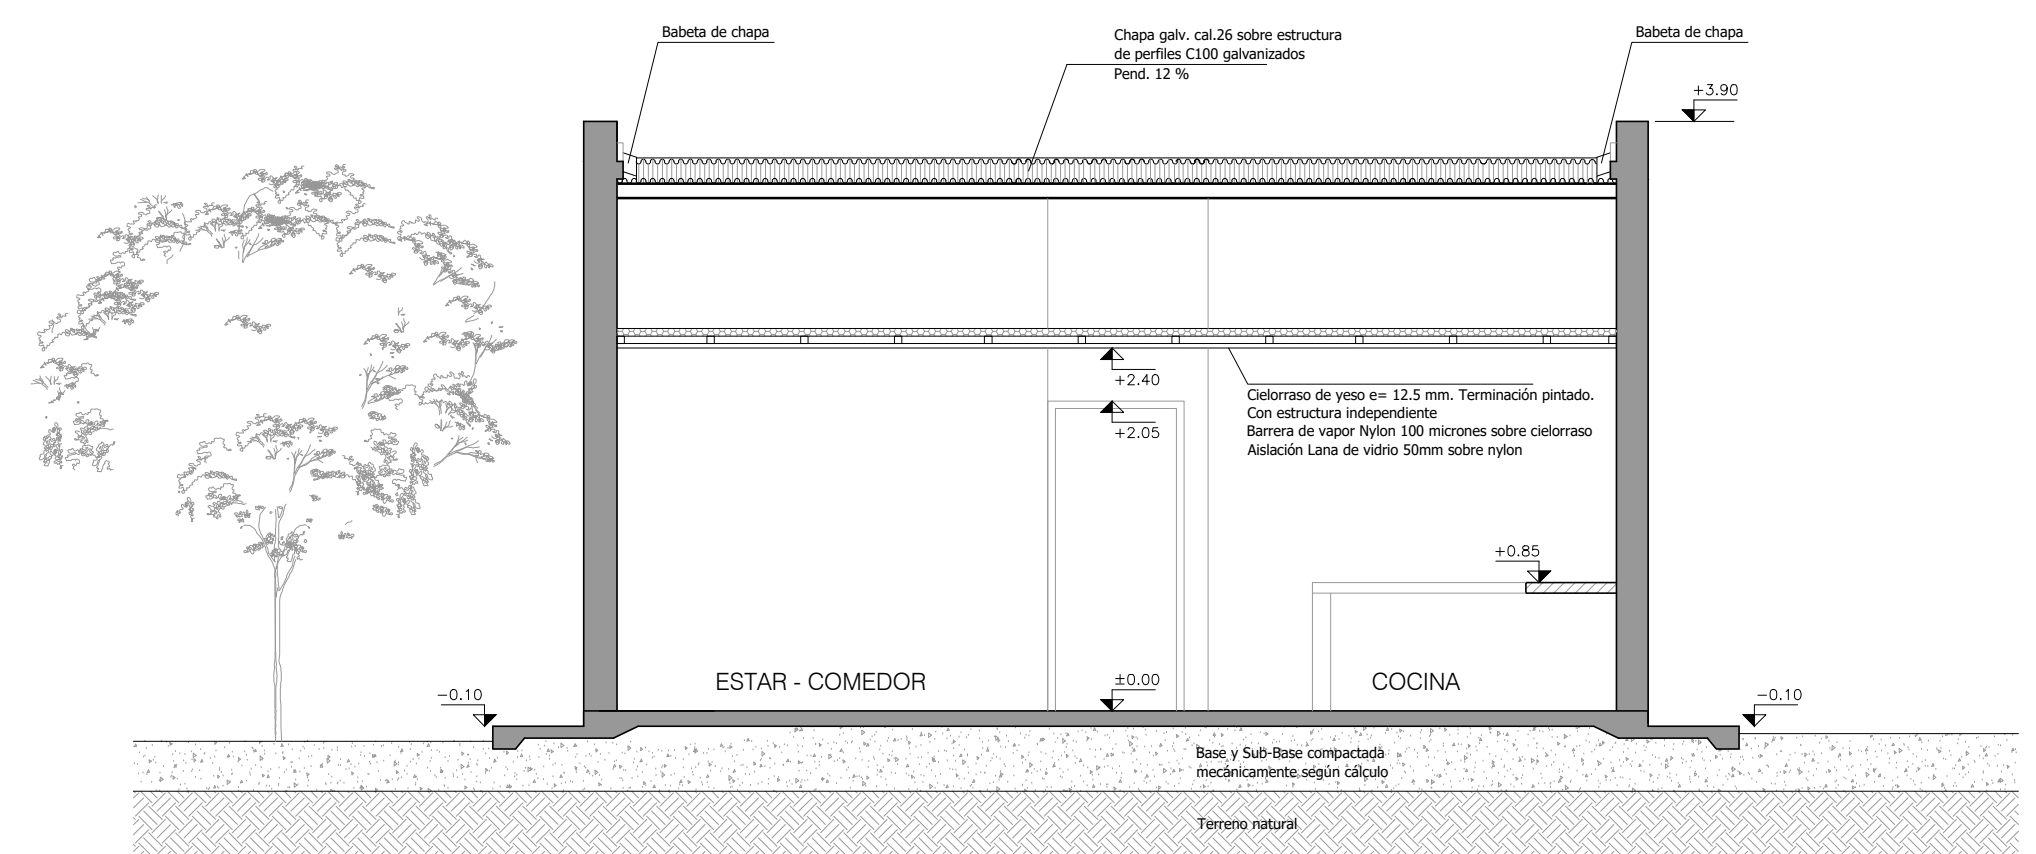 Babeta de chapa
Chapa galv. cal.26 sobre estructura
de perfiles C100 galvanizados
Pend. 12 %
Babeta de chapa
+3.90
+2.40
+2.05
Cielorraso de yeso e= 12.5 mm. Terminación pintado.
Con estructura independiente
Barrera de vapor Nylon 100 micrones sobre cielorraso
Aislación Lana de vidrio 50mm sobre nylon
+0.85
ESTAR - COMEDOR
±0.00
COCINA
-0.10
-0.10
Base y Sub-Base compactada
mecánicamente según cálculo
Terreno natural